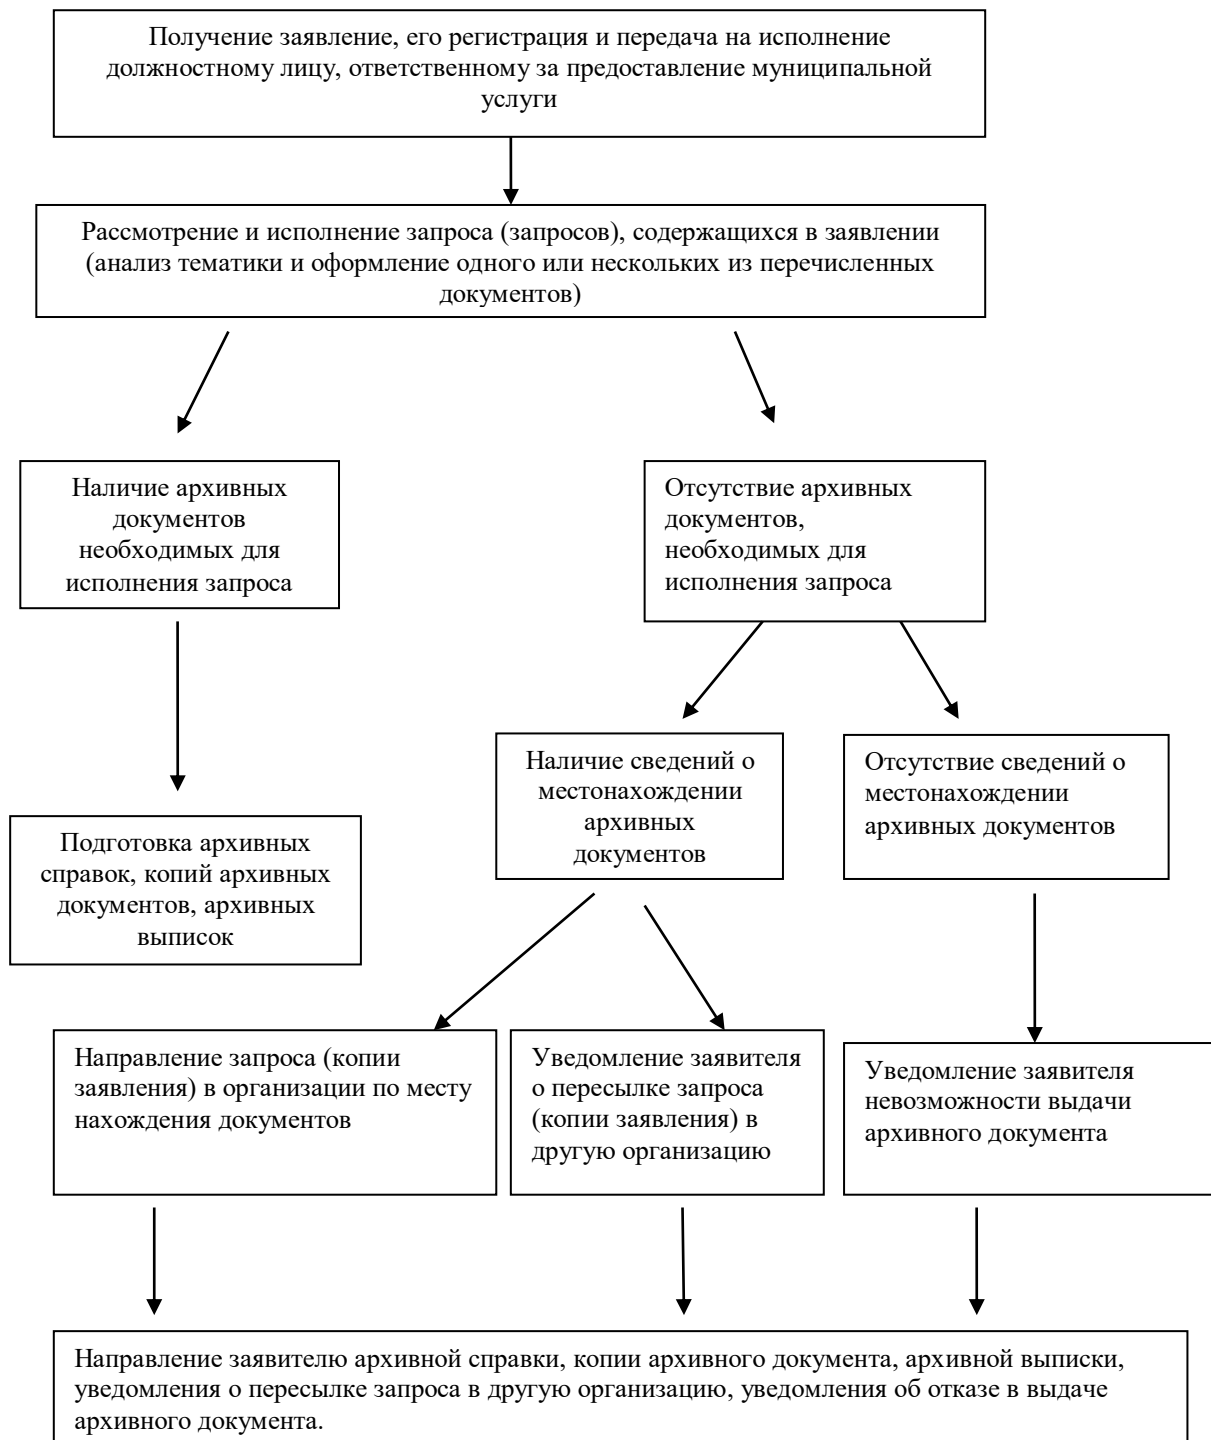 Получение заявление, его регистрация и передача на исполнение
должностному лицу, ответственному за предоставление муниципальной
услуги
Рассмотрение и исполнение запроса (запросов), содержащихся в заявлении
(анализ тематики и оформление одного или нескольких из перечисленных
документов)
Наличие архивных
документов
необходимых для
исполнения запроса
Отсутствие архивных
документов,
необходимых для
исполнения запроса
Наличие сведений о
местонахождении
архивных
документов
Отсутствие сведений о
местонахождении
архивных документов
Подготовка архивных
справок, копий архивных
документов, архивных
выписок
Направление запроса (копии
заявления) в организации по месту
нахождения документов
Уведомление заявителя
о пересылке запроса
(копии заявления) в
другую организацию
Уведомление заявителя
невозможности выдачи
архивного документа
Направление заявителю архивной справки, копии архивного документа, архивной выписки,
уведомления о пересылке запроса в другую организацию, уведомления об отказе в выдаче
архивного документа.